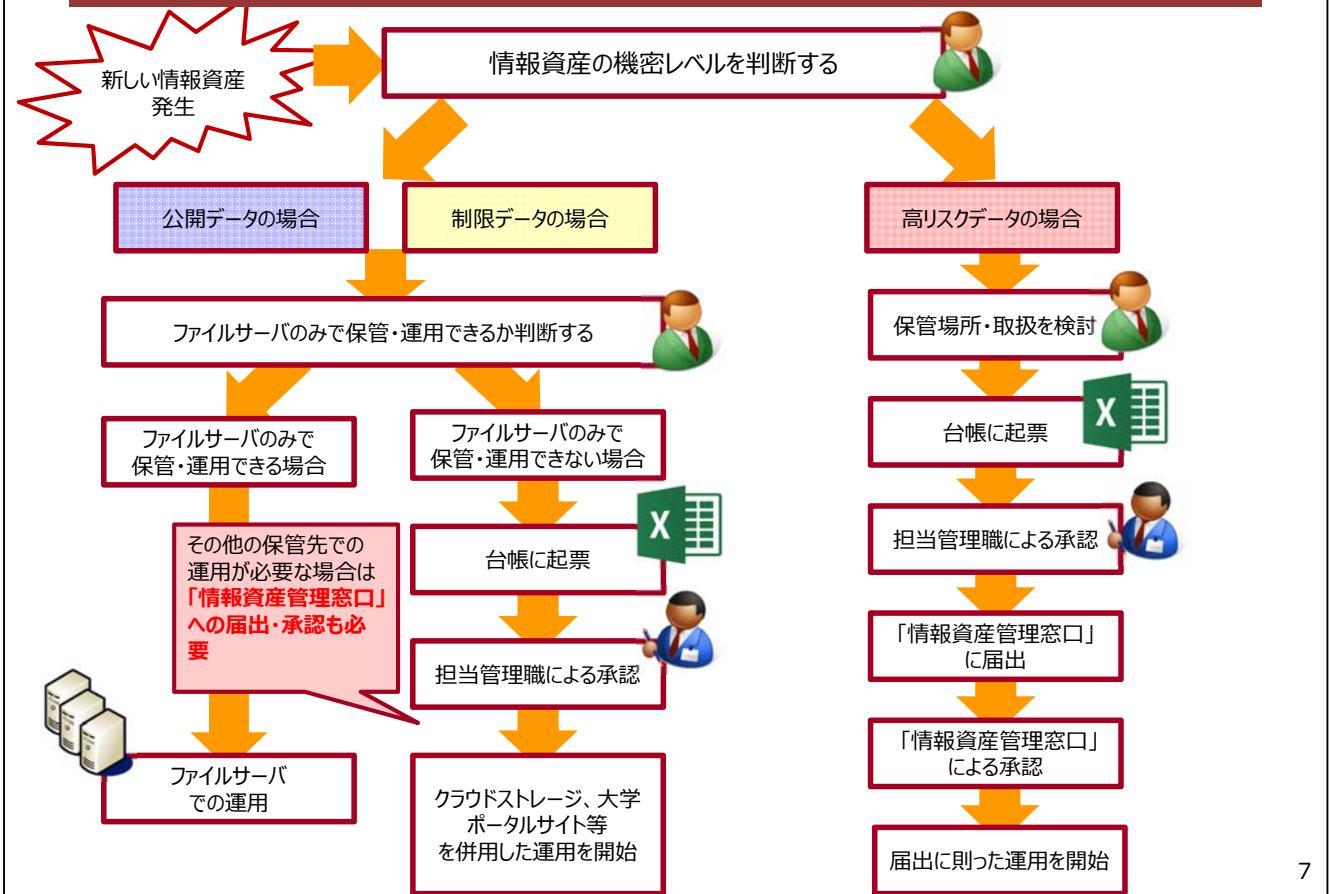 新しい情報資産
発生
情報資産の機密レベルを判断する
公開データの場合
制限データの場合
高リスクデータの場合
ファイルサーバのみで保管・運用できるか判断する
保管場所・取扱を検討
ファイルサーバのみで
保管・運用できる場合
ファイルサーバのみで
保管・運用できない場合
X
台帳に起票
その他の保管先での
運用が必要な場合は
「情報資産管理窓口」
への届出・承認も必
要
X
台帳に起票
担当管理職による承認
担当管理職による承認
「情報資産管理窓口」
に届出
「情報資産管理窓口」
による承認
ファイルサーバ
での運用
クラウドストレージ、大学
ポータルサイト等
を併用した運用を開始
届出に則った運用を開始
7